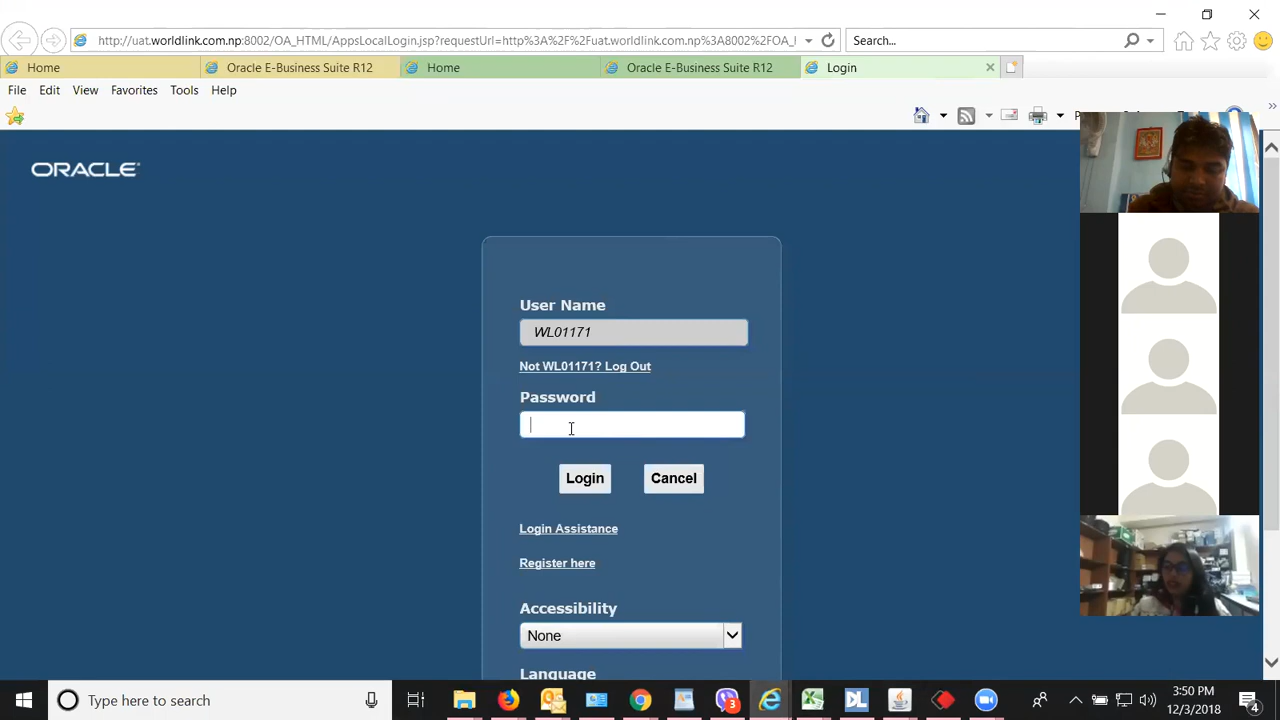 http://uat.worldlink.com.np:8002/OA_HTML/AppsLocalLogin.jsp?requestUrl=http%3A%2F%2Fuat.worldlink.com.np%3A8002%2FOA_
Search...
Home
Oracle E-Business Suite R12
Home
Oracle E-Business Suite R12
Login
File Edit View Favorites Tools Help
ORACLE
User Name
WL01171
Not WL01171? Log Out
Password
Login Cancel
Login Assistance
Register here
Accessibility
None
Language
Type here to search
3
3:50 PM
12/3/2018
4